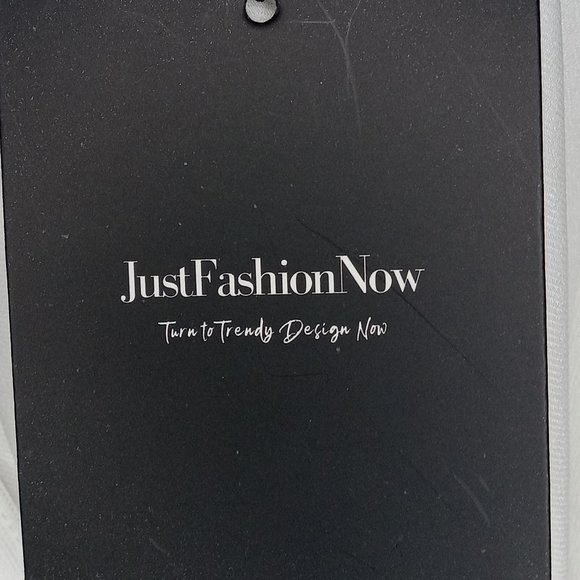 JustFashionNow
Turn to Trendy Design Now